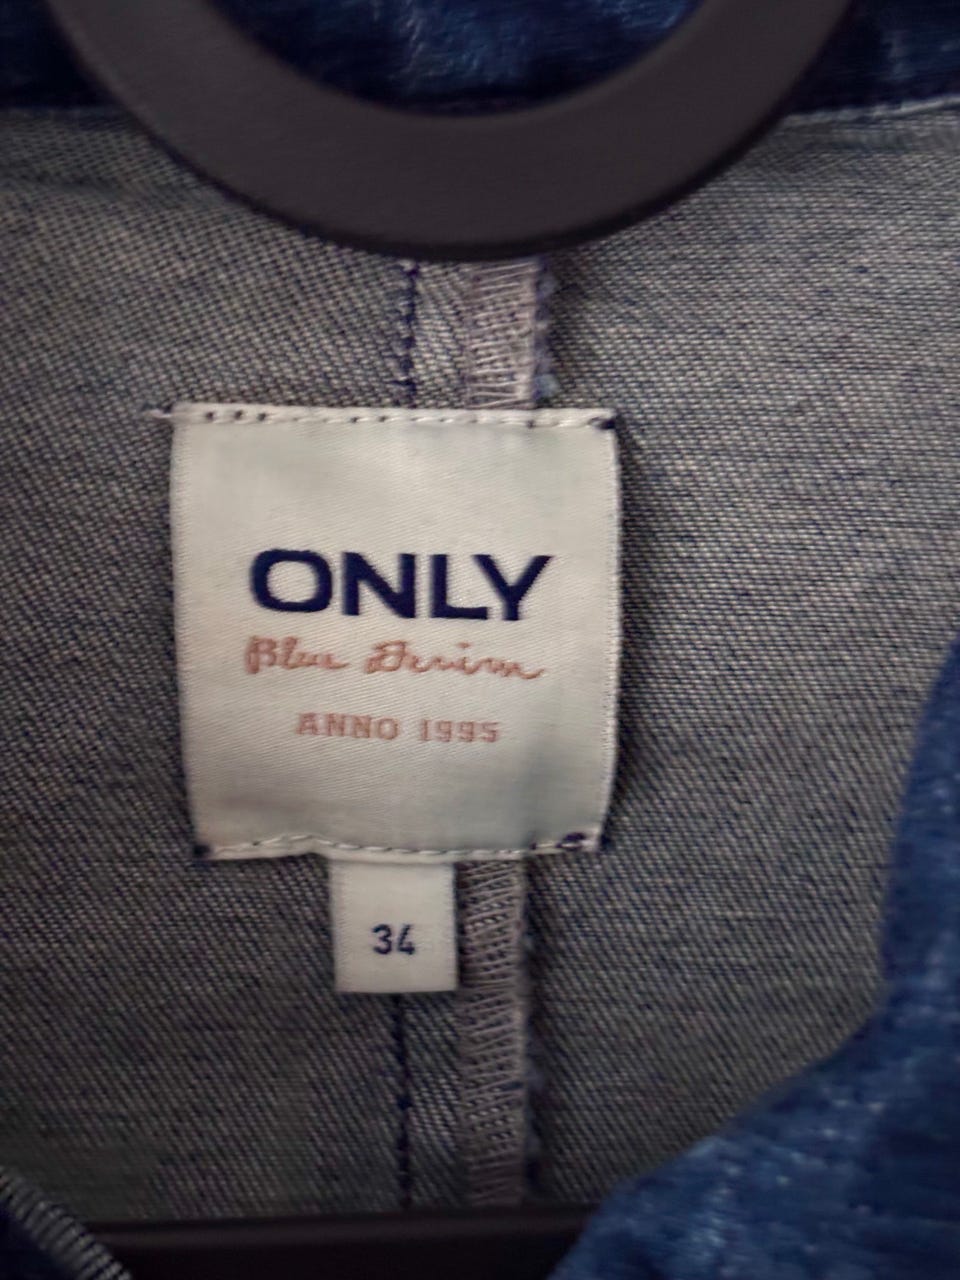 ONLY
Blue Denim
ANNO 1995
34